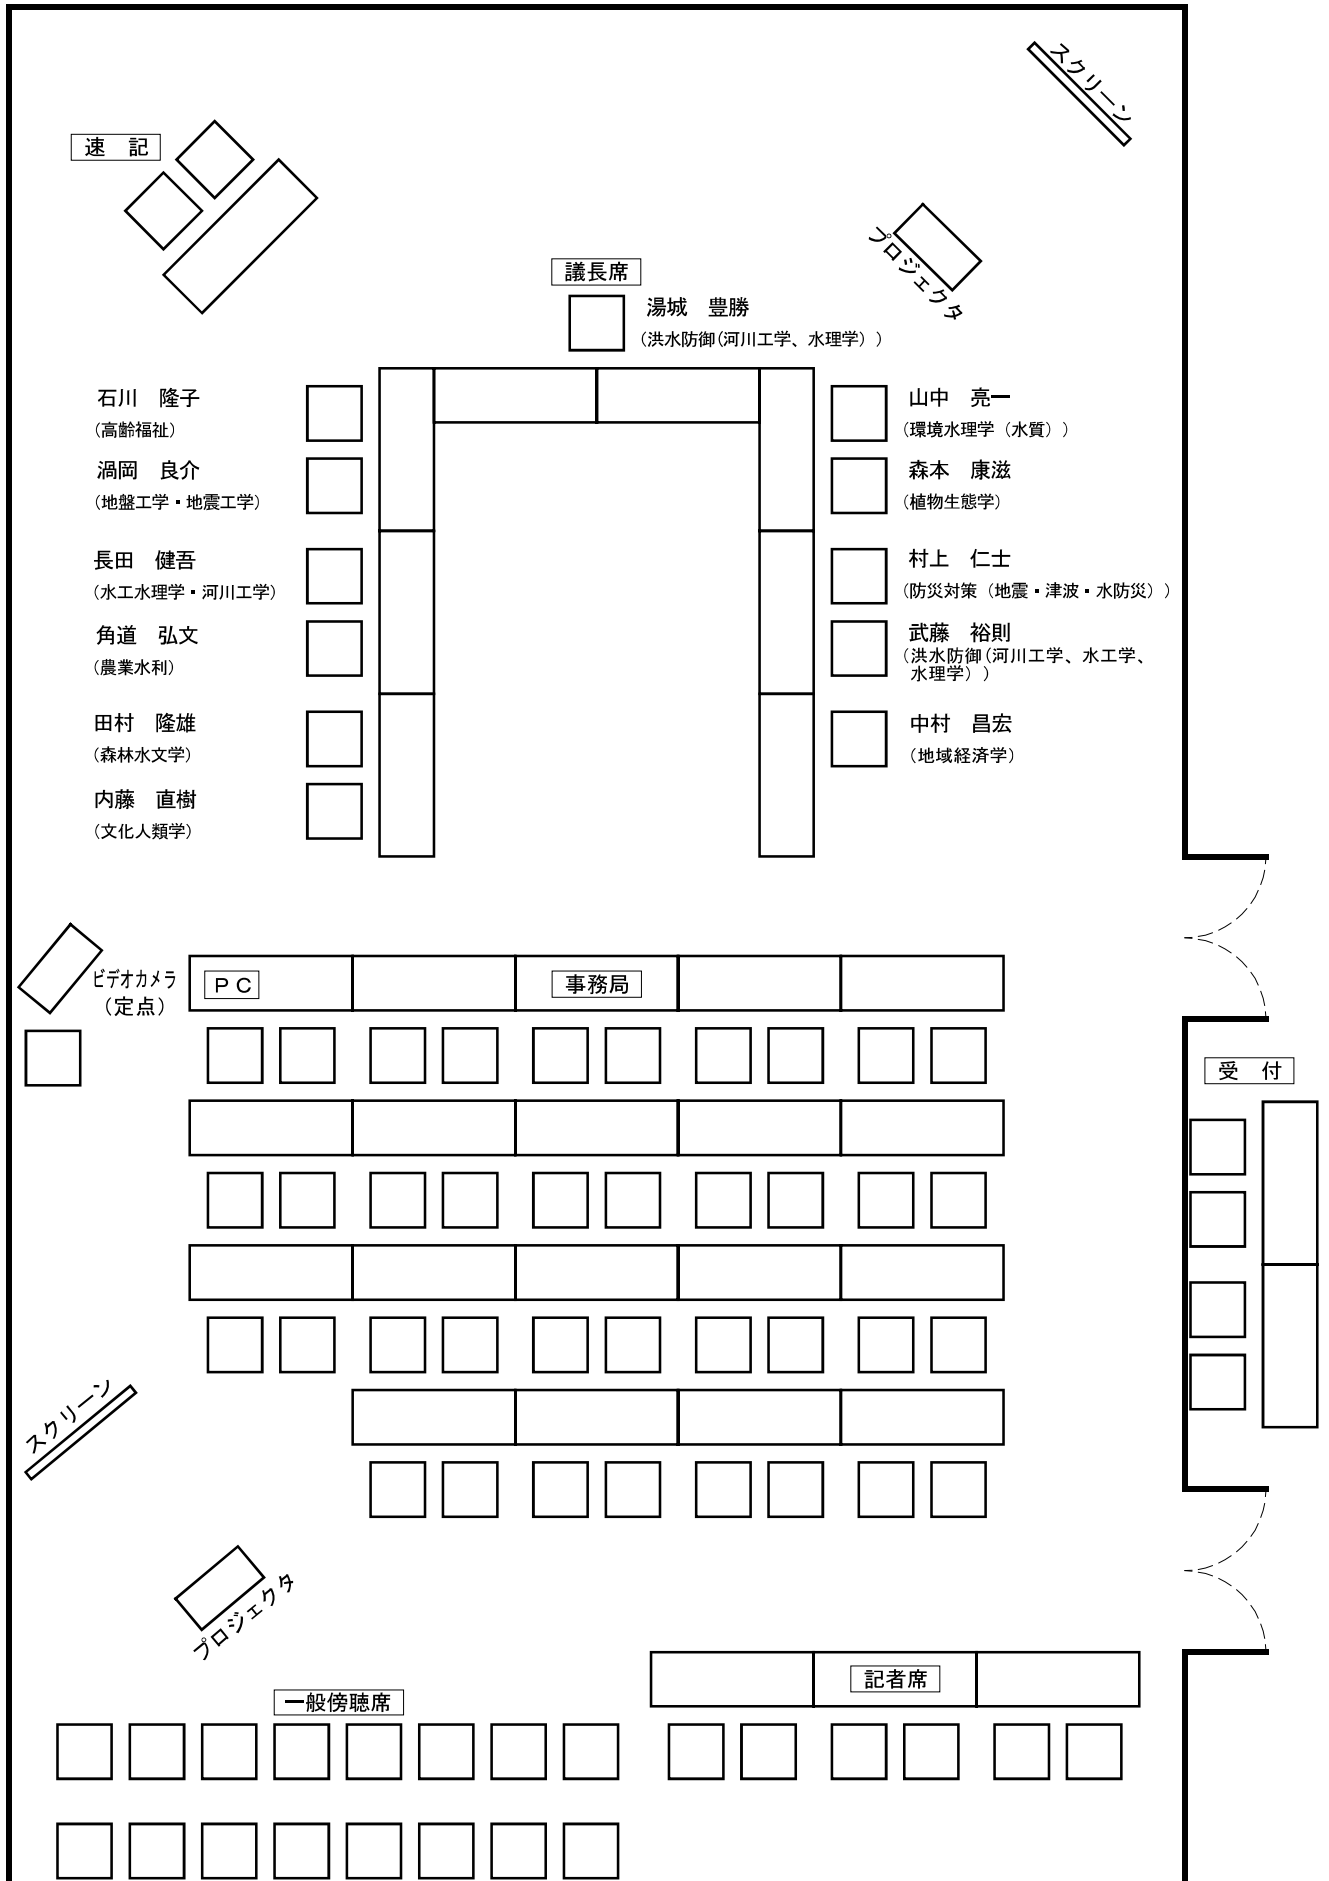 スクリーン
速　記
プロジェクタ
議長席
湯城　豊勝
（洪水防御（河川工学、水理学））
石川　隆子
（高齢福祉）
渦岡　良介
（地盤工学・地震工学）
長田　健吾
（水工水理学・河川工学）
角道　弘文
（農業水利）
田村　隆雄
（森林水文学）
内藤　直樹
（文化人類学）
山中　亮一
（環境水理学（水質））
森本　康滋
（植物生態学）
村上　仁士
（防災対策（地震・津波・水防災））
武藤　裕則
（洪水防御（河川工学、水工学、
水理学））
中村　昌宏
（地域経済学）
ビデオカメラ
（定点）
ＰＣ
事務局
受　付
スクリーン
プロジェクタ
記者席
一般傍聴席